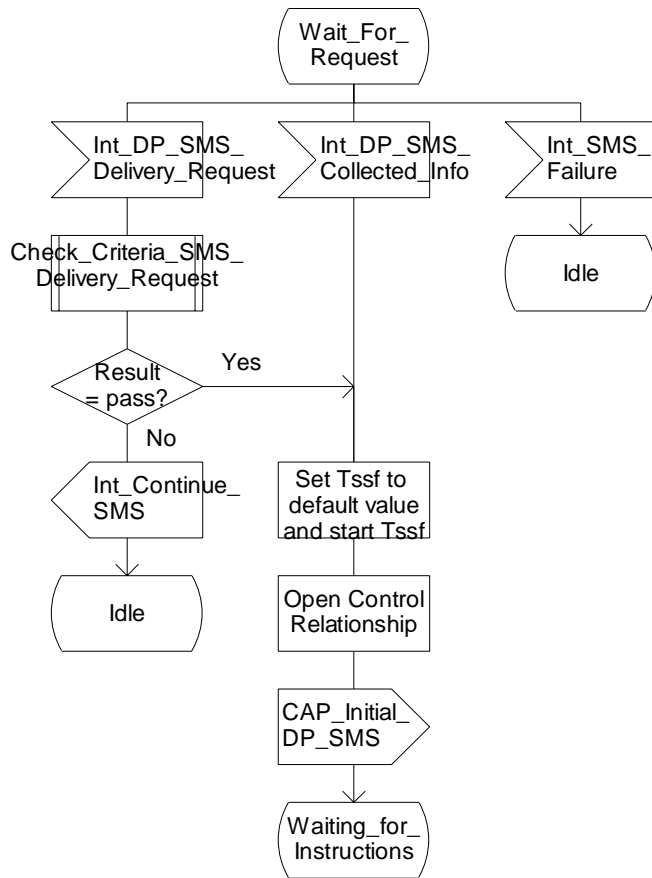 Wait_For_
Request
Int_DP_SMS_
Delivery_Request
Int_DP_SMS_
Collected_Info
Int_SMS_
Failure
Check_Criteria_SMS_
Delivery_Request
Idle
Result
= pass?
Yes
No
Int_Continue_
SMS
Set Tssf to
default value
and start Tssf
Idle
Open Control
Relationship
CAP_Initial_
DP_SMS
Waiting_for_
Instructions